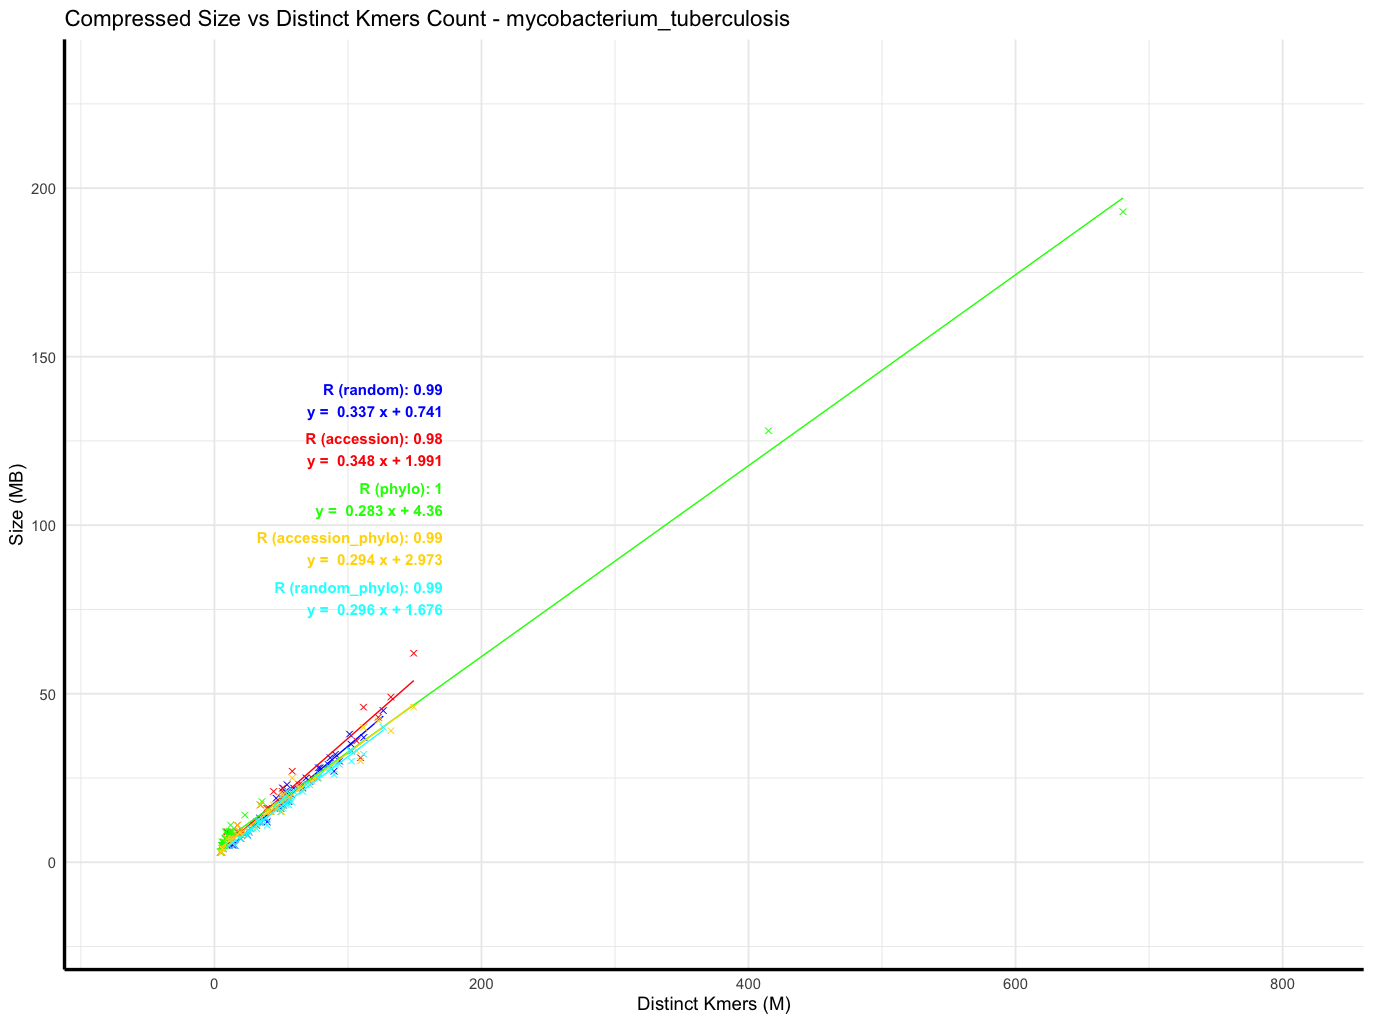 Compressed Size vs Distinct Kmers Count - mycobacterium_tuberculosis
Size (MB)
200
150
100
50
0
R (random): 0.99
y =  0.337 x + 0.741
R (accession): 0.98
y =  0.348 x + 1.991
R (phylo): 1
y =  0.283 x + 4.36
R (accession_phylo): 0.99
y =  0.294 x + 2.973
R (random_phylo): 0.99
y =  0.296 x + 1.676
0 200 400 600 800
Distinct Kmers (M)